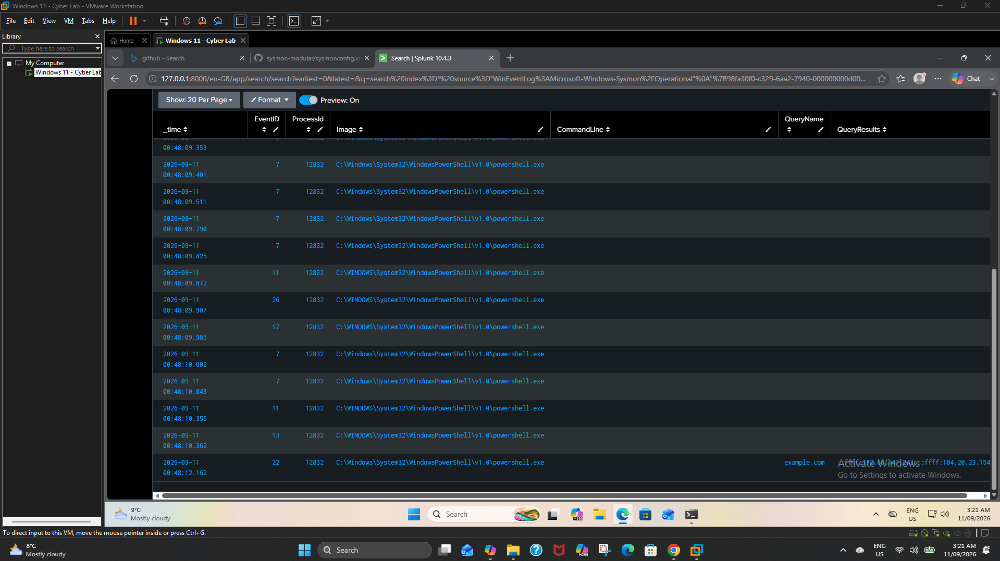 Windows 11 - Cyber Lab - VMware Workstation
File Edit View VM Tabs Help
Library
Type here to search
My Computer
Windows 11 - Cyber Lab
Home
Windows 11 - Cyber Lab
github - Search
sysmon-modular/sysmonconfig.xm
Search | Splunk 10.4.3
127.0.0.1:8000/en-GB/app/search/search?earliest=0&latest=&q=search%20index%3D*%20source%3D"WinEventLog%3AMicrosoft-Windows-Sysmon%2FOperational"%0A"%7B98fa30f0-c329-6aa2-7940-000000000d00...
Chat
Show: 20 Per Page
Format
Preview: On
_time EventID ProcessId Image CommandLine QueryName QueryResults
00:48:09.353
2026-09-11 7 12832 C:\Windows\System32\WindowsPowerShell\v1.0\powershell.exe
00:48:09.401
2026-09-11 7 12832 C:\Windows\System32\WindowsPowerShell\v1.0\powershell.exe
00:48:09.511
2026-09-11 7 12832 C:\Windows\System32\WindowsPowerShell\v1.0\powershell.exe
00:48:09.790
2026-09-11 7 12832 C:\Windows\System32\WindowsPowerShell\v1.0\powershell.exe
00:48:09.825
2026-09-11 11 12832 C:\WINDOWS\System32\WindowsPowerShell\v1.0\powershell.exe
00:48:09.872
2026-09-11 26 12832 C:\WINDOWS\System32\WindowsPowerShell\v1.0\powershell.exe
00:48:09.907
2026-09-11 17 12832 C:\WINDOWS\System32\WindowsPowerShell\v1.0\powershell.exe
00:48:09.985
2026-09-11 7 12832 C:\Windows\System32\WindowsPowerShell\v1.0\powershell.exe
00:48:10.002
2026-09-11 7 12832 C:\Windows\System32\WindowsPowerShell\v1.0\powershell.exe
00:48:10.043
2026-09-11 11 12832 C:\WINDOWS\System32\WindowsPowerShell\v1.0\powershell.exe
00:48:10.355
2026-09-11 13 12832 C:\WINDOWS\System32\WindowsPowerShell\v1.0\powershell.exe
00:48:10.362
2026-09-11 22 12832 C:\Windows\System32\WindowsPowerShell\v1.0\powershell.exe example.com :ffff:104.20.23.154
00:48:12.162
Activate Windows
Go to Settings to activate Windows.
9°C
Mostly cloudy
Search
M365
ENG
US
3:21 AM
11/09/2026
To direct input to this VM, move the mouse pointer inside or press Ctrl+G.
8°C
Mostly cloudy
Search
M365
ENG
US
3:21 AM
11/09/2026